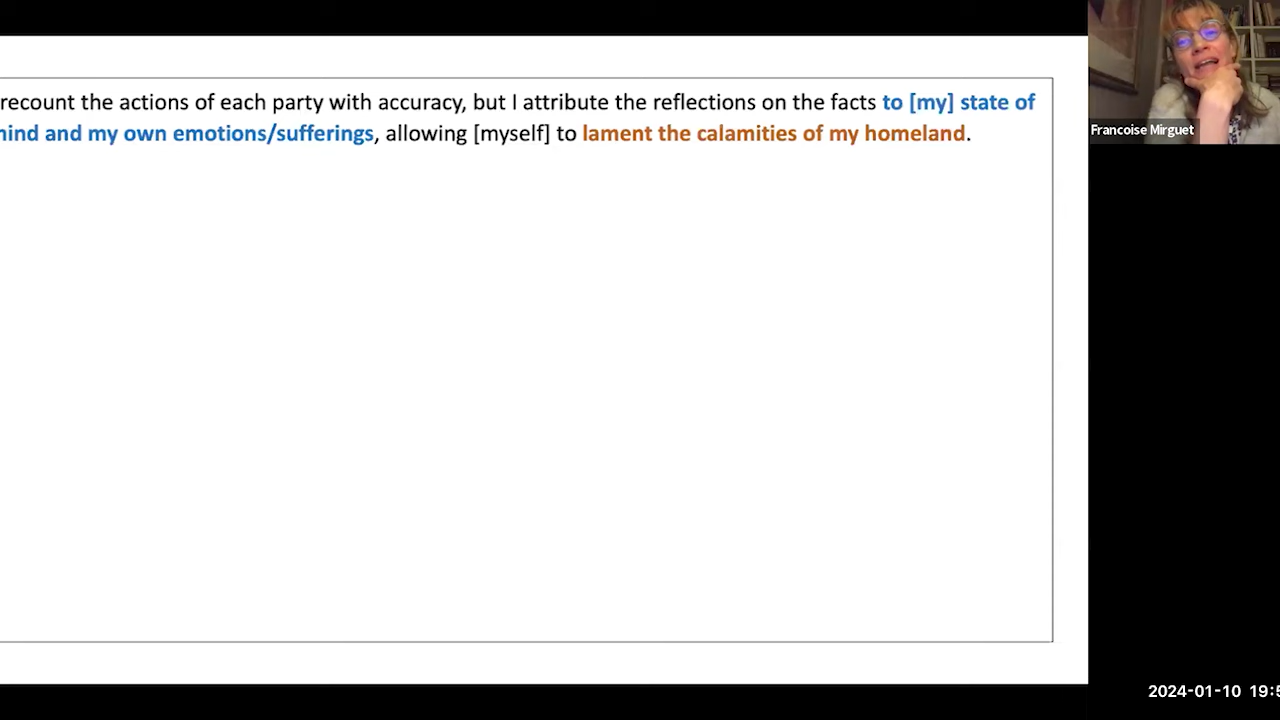 recount the actions of each party with accuracy, but I attribute the reflections on the facts to [my] state of
mind and my own emotions/sufferings, allowing [myself] to lament the calamities of my homeland.
Francoise Mirguet
2024-01-10 19:5